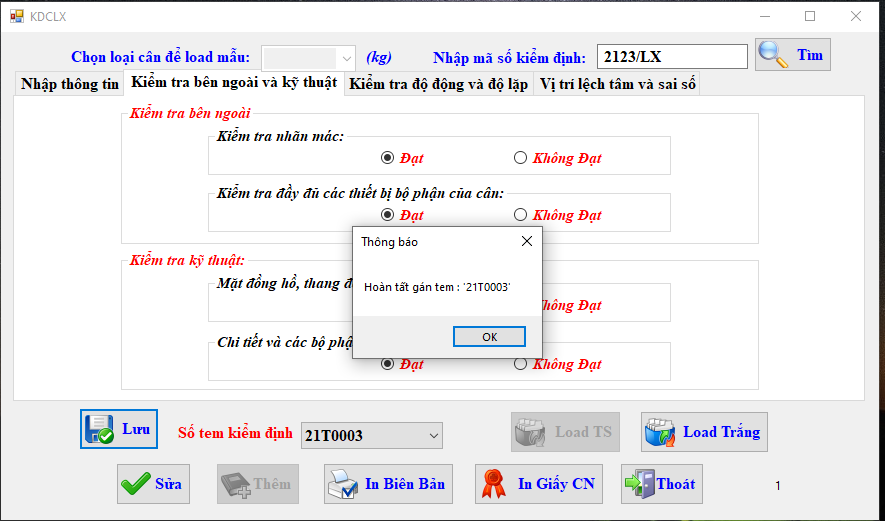 KDCLX
Chọn loại cân để load mẫu:
(kg)
Nhập mã số kiểm định:
2123/LX
Tìm
Nhập thông tin
Kiểm tra bên ngoài và kỹ thuật
Kiểm tra độ động và độ lặp
Vị trí lệch tâm và sai số
Kiểm tra bên ngoài
Kiểm tra nhãn mác:
Đạt
Không Đạt
Kiểm tra đầy đủ các thiết bị bộ phận của cân:
Đạt
Không Đạt
Thông báo
Hoàn tất gán tem : '21T0003'
OK
Kiểm tra kỹ thuật:
Mặt đồng hồ, thang đ
Không Đạt
Chi tiết và các bộ phậ
Đạt
Không Đạt
Lưu
Số tem kiểm định
21T0003
Load TS
Load Trắng
Sửa
Thêm
In Biên Bản
In Giấy CN
Thoát
1